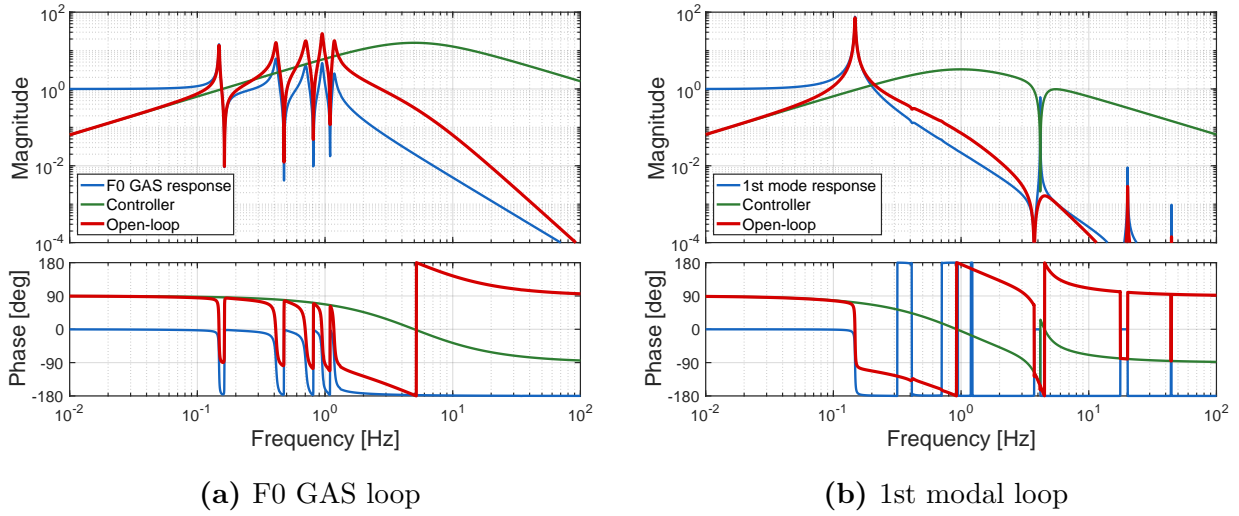 10^2
10^0
10^-2
10^-4
Magnitude
F0 GAS response
Controller
Open-loop
180
90
0
-90
-180
Phase [deg]
10^-2 10^-1 10^0 10^1 10^2
Frequency [Hz]
(a) F0 GAS loop
10^2
10^0
10^-2
10^-4
Magnitude
1st mode response
Controller
Open-loop
180
90
0
-90
-180
Phase [deg]
10^-2 10^-1 10^0 10^1 10^2
Frequency [Hz]
(b) 1st modal loop